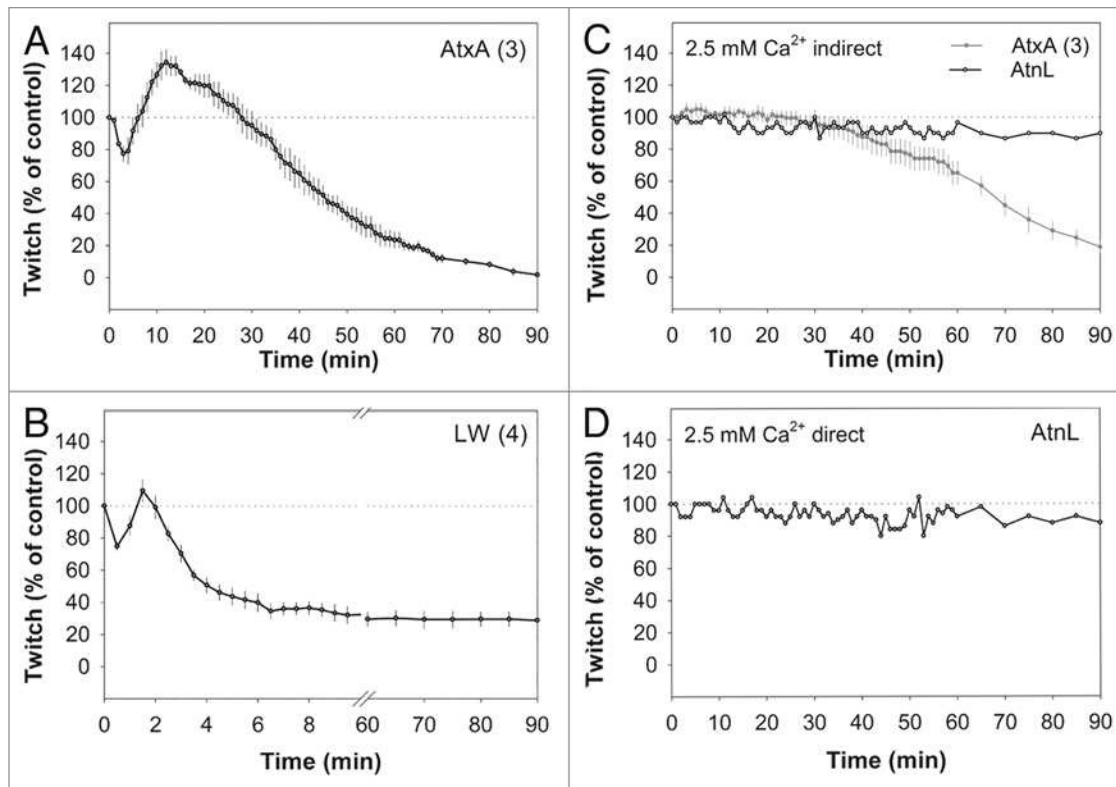 A
AtxA (3)
Twitch (% of control)
140
120
100
80
60
40
20
0
0 10 20 30 40 50 60 70 80 90
Time (min)
B
LW (4)
Twitch (% of control)
140
120
100
80
60
40
20
0
0 2 4 6 8 60 70 80 90
Time (min)
C
2.5 mM Ca²⁺ indirect
AtxA (3)
AtnL
Twitch (% of control)
140
120
100
80
60
40
20
0
0 10 20 30 40 50 60 70 80 90
Time (min)
D
2.5 mM Ca²⁺ direct
AtnL
Twitch (% of control)
140
120
100
80
60
40
20
0
0 10 20 30 40 50 60 70 80 90
Time (min)